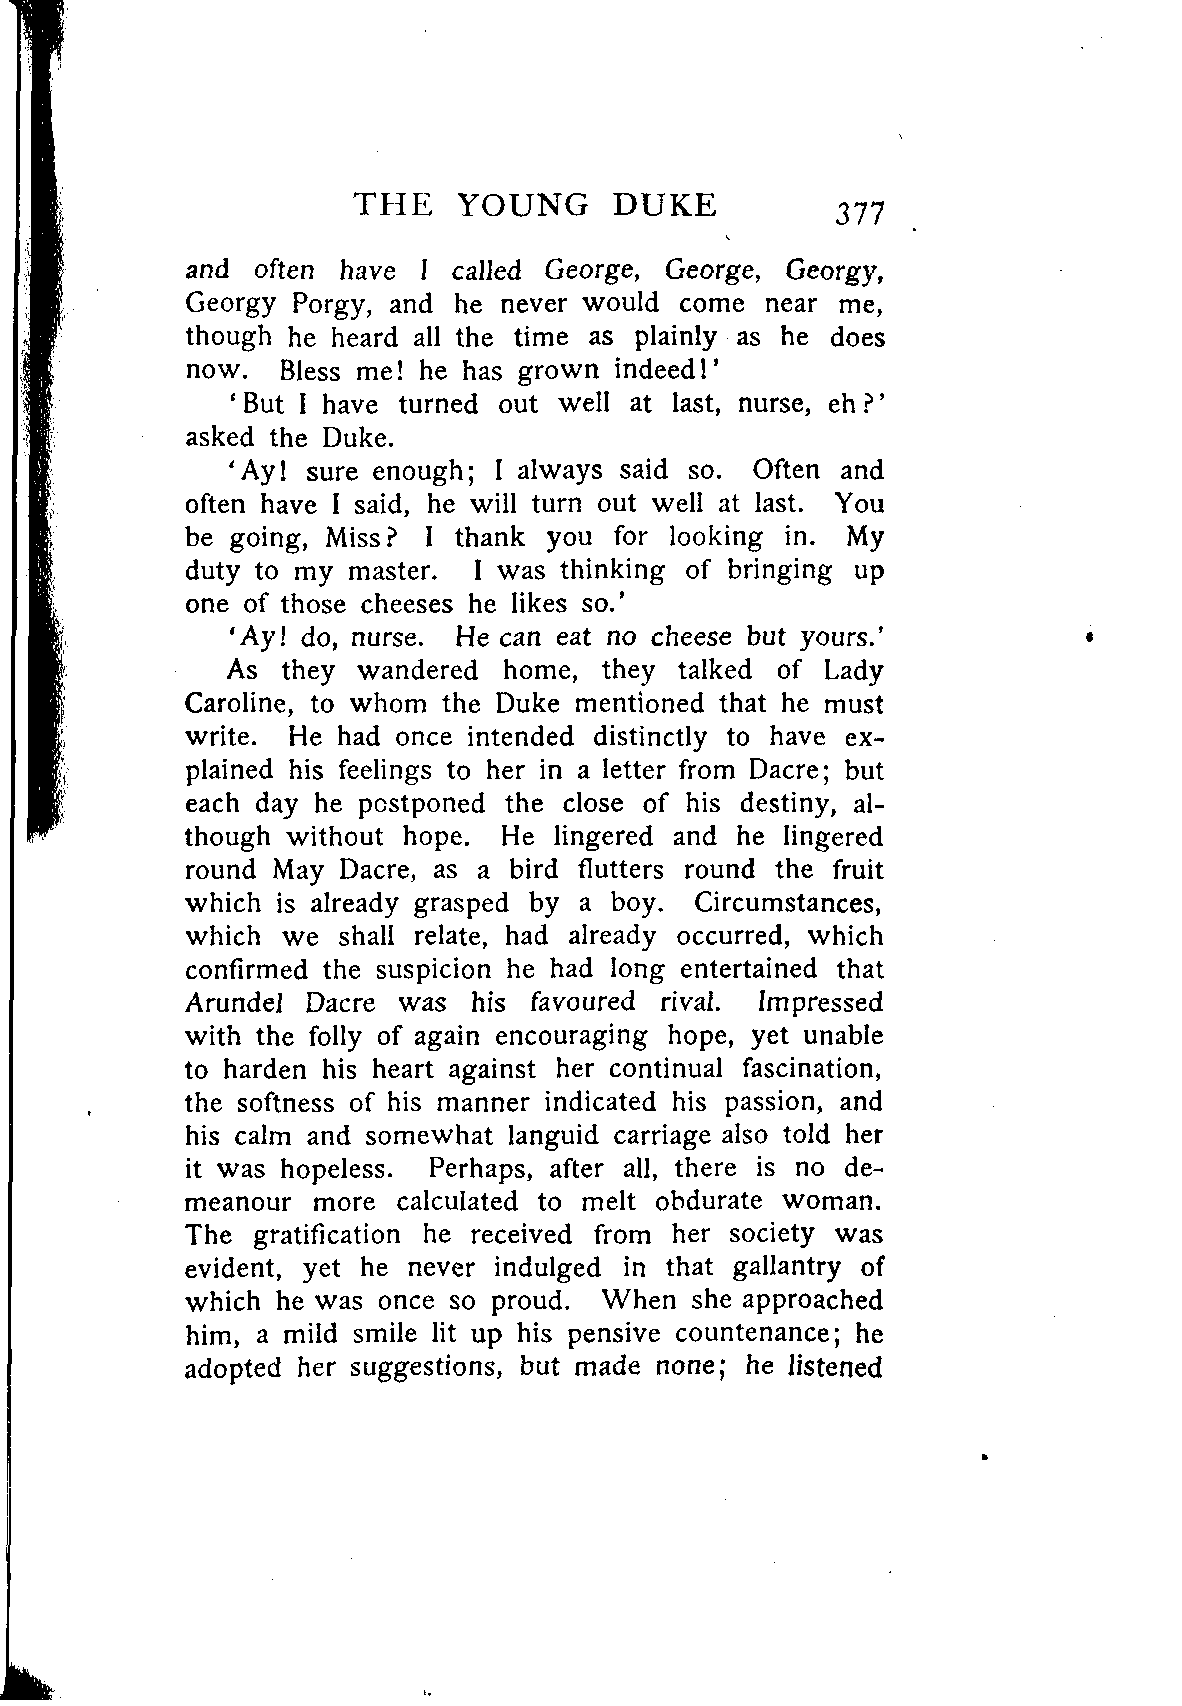 THE YOUNG DUKE 377
and often have I called George, George, Georgy,
Georgy Porgy, and he never would come near me,
though he heard all the time as plainly as he does
now. Bless me! he has grown indeed!'
'But I have turned out well at last, nurse, eh?'
asked the Duke.
'Ay! sure enough; I always said so. Often and
often have I said, he will turn out well at last. You
be going, Miss? I thank you for looking in. My
duty to my master. I was thinking of bringing up
one of those cheeses he likes so.'
'Ay! do, nurse. He can eat no cheese but yours.'
As they wandered home, they talked of Lady
Caroline, to whom the Duke mentioned that he must
write. He had once intended distinctly to have ex-
plained his feelings to her in a letter from Dacre; but
each day he postponed the close of his destiny, al-
though without hope. He lingered and he lingered
round May Dacre, as a bird flutters round the fruit
which is already grasped by a boy. Circumstances,
which we shall relate, had already occurred, which
confirmed the suspicion he had long entertained that
Arundel Dacre was his favoured rival. Impressed
with the folly of again encouraging hope, yet unable
to harden his heart against her continual fascination,
the softness of his manner indicated his passion, and
his calm and somewhat languid carriage also told her
it was hopeless. Perhaps, after all, there is no de-
meanour more calculated to melt obdurate woman.
The gratification he received from her society was
evident, yet he never indulged in that gallantry of
which he was once so proud. When she approached
him, a mild smile lit up his pensive countenance; he
adopted her suggestions, but made none; he listened